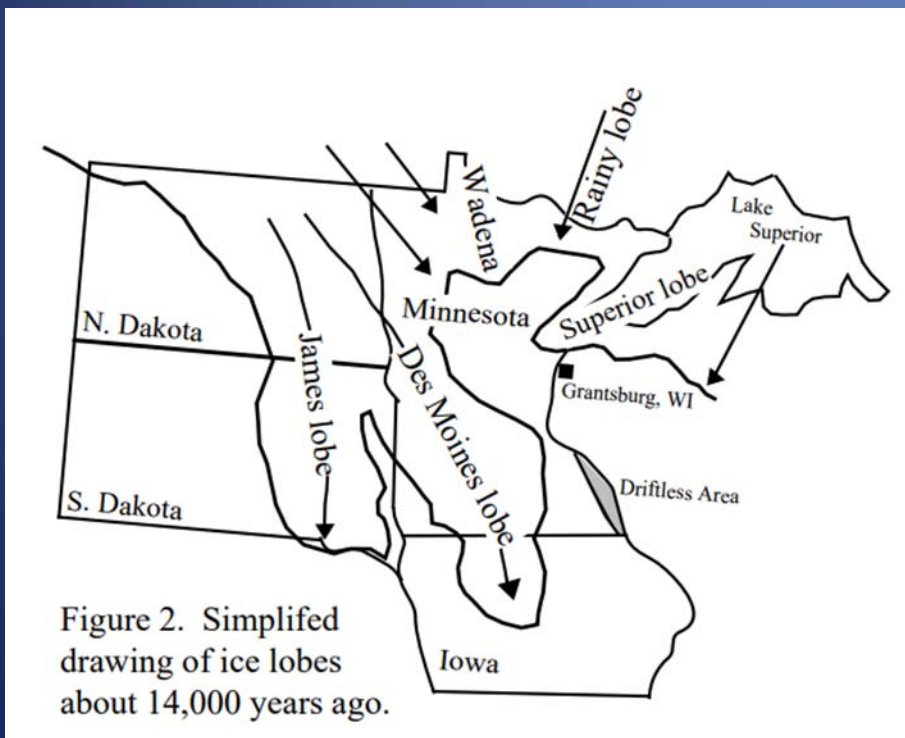 Rainy lobe
Wadena
Lake
Superior
Superior lobe
Minnesota
N. Dakota
James lobe
Des Moines lobe
Grantsburg, WI
Driftless Area
S. Dakota
Iowa
Figure 2. Simplifed
drawing of ice lobes
about 14,000 years ago.